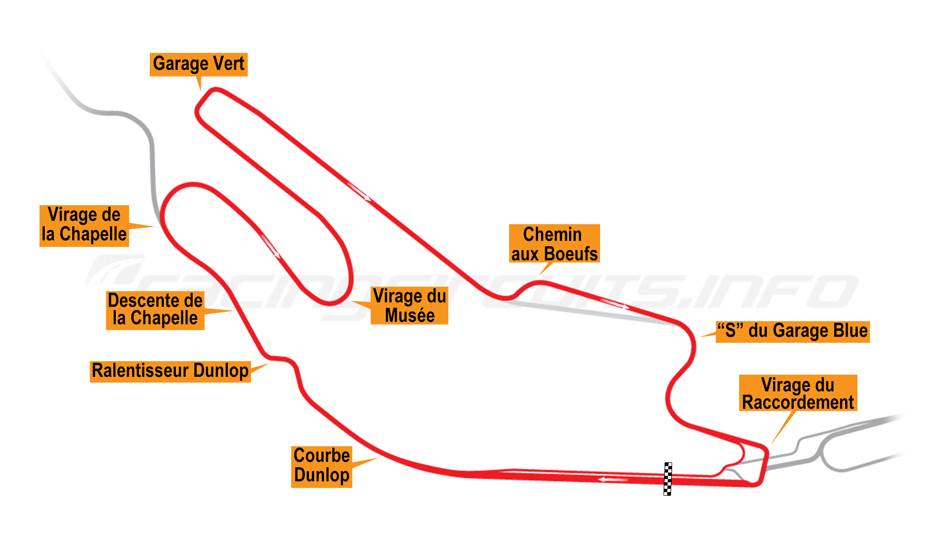 Garage Vert
Virage de
la Chapelle
Chemin
aux Boeufs
Descente de
la Chapelle
Virage du
Musée
"S" du Garage Blue
Ralentisseur Dunlop
Virage du
Raccordement
Courbe
Dunlop
RACINGCIRCUITS.INFO